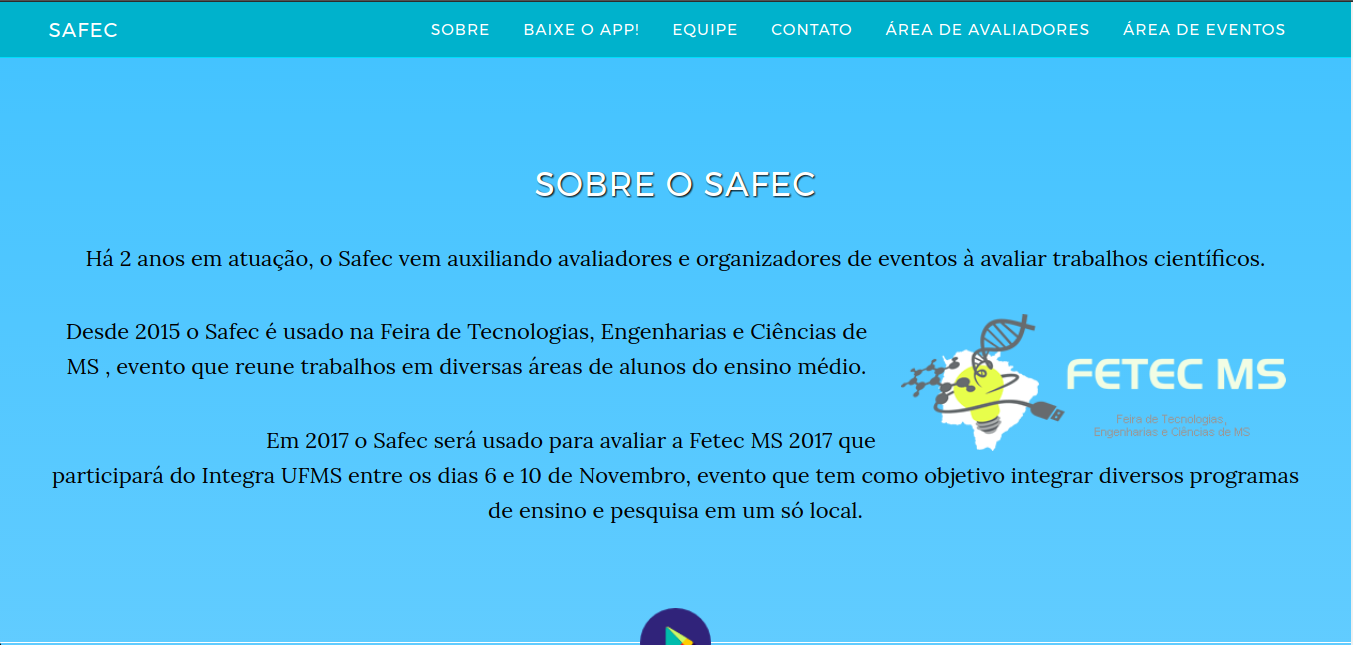 SAFEC
SOBRE
BAIXE O APP!
EQUIPE
CONTATO
ÁREA DE AVALIADORES
ÁREA DE EVENTOS
SOBRE O SAFEC
Há 2 anos em atuação, o Safec vem auxiliando avaliadores e organizadores de eventos à avaliar trabalhos científicos.
Desde 2015 o Safec é usado na Feira de Tecnologias, Engenharias e Ciências de
MS , evento que reune trabalhos em diversas áreas de alunos do ensino médio.
FETEC MS
Feira de Tecnologias,
Engenharias e Ciências de MS
Em 2017 o Safec será usado para avaliar a Fetec MS 2017 que
participará do Integra UFMS entre os dias 6 e 10 de Novembro, evento que tem como objetivo integrar diversos programas
de ensino e pesquisa em um só local.